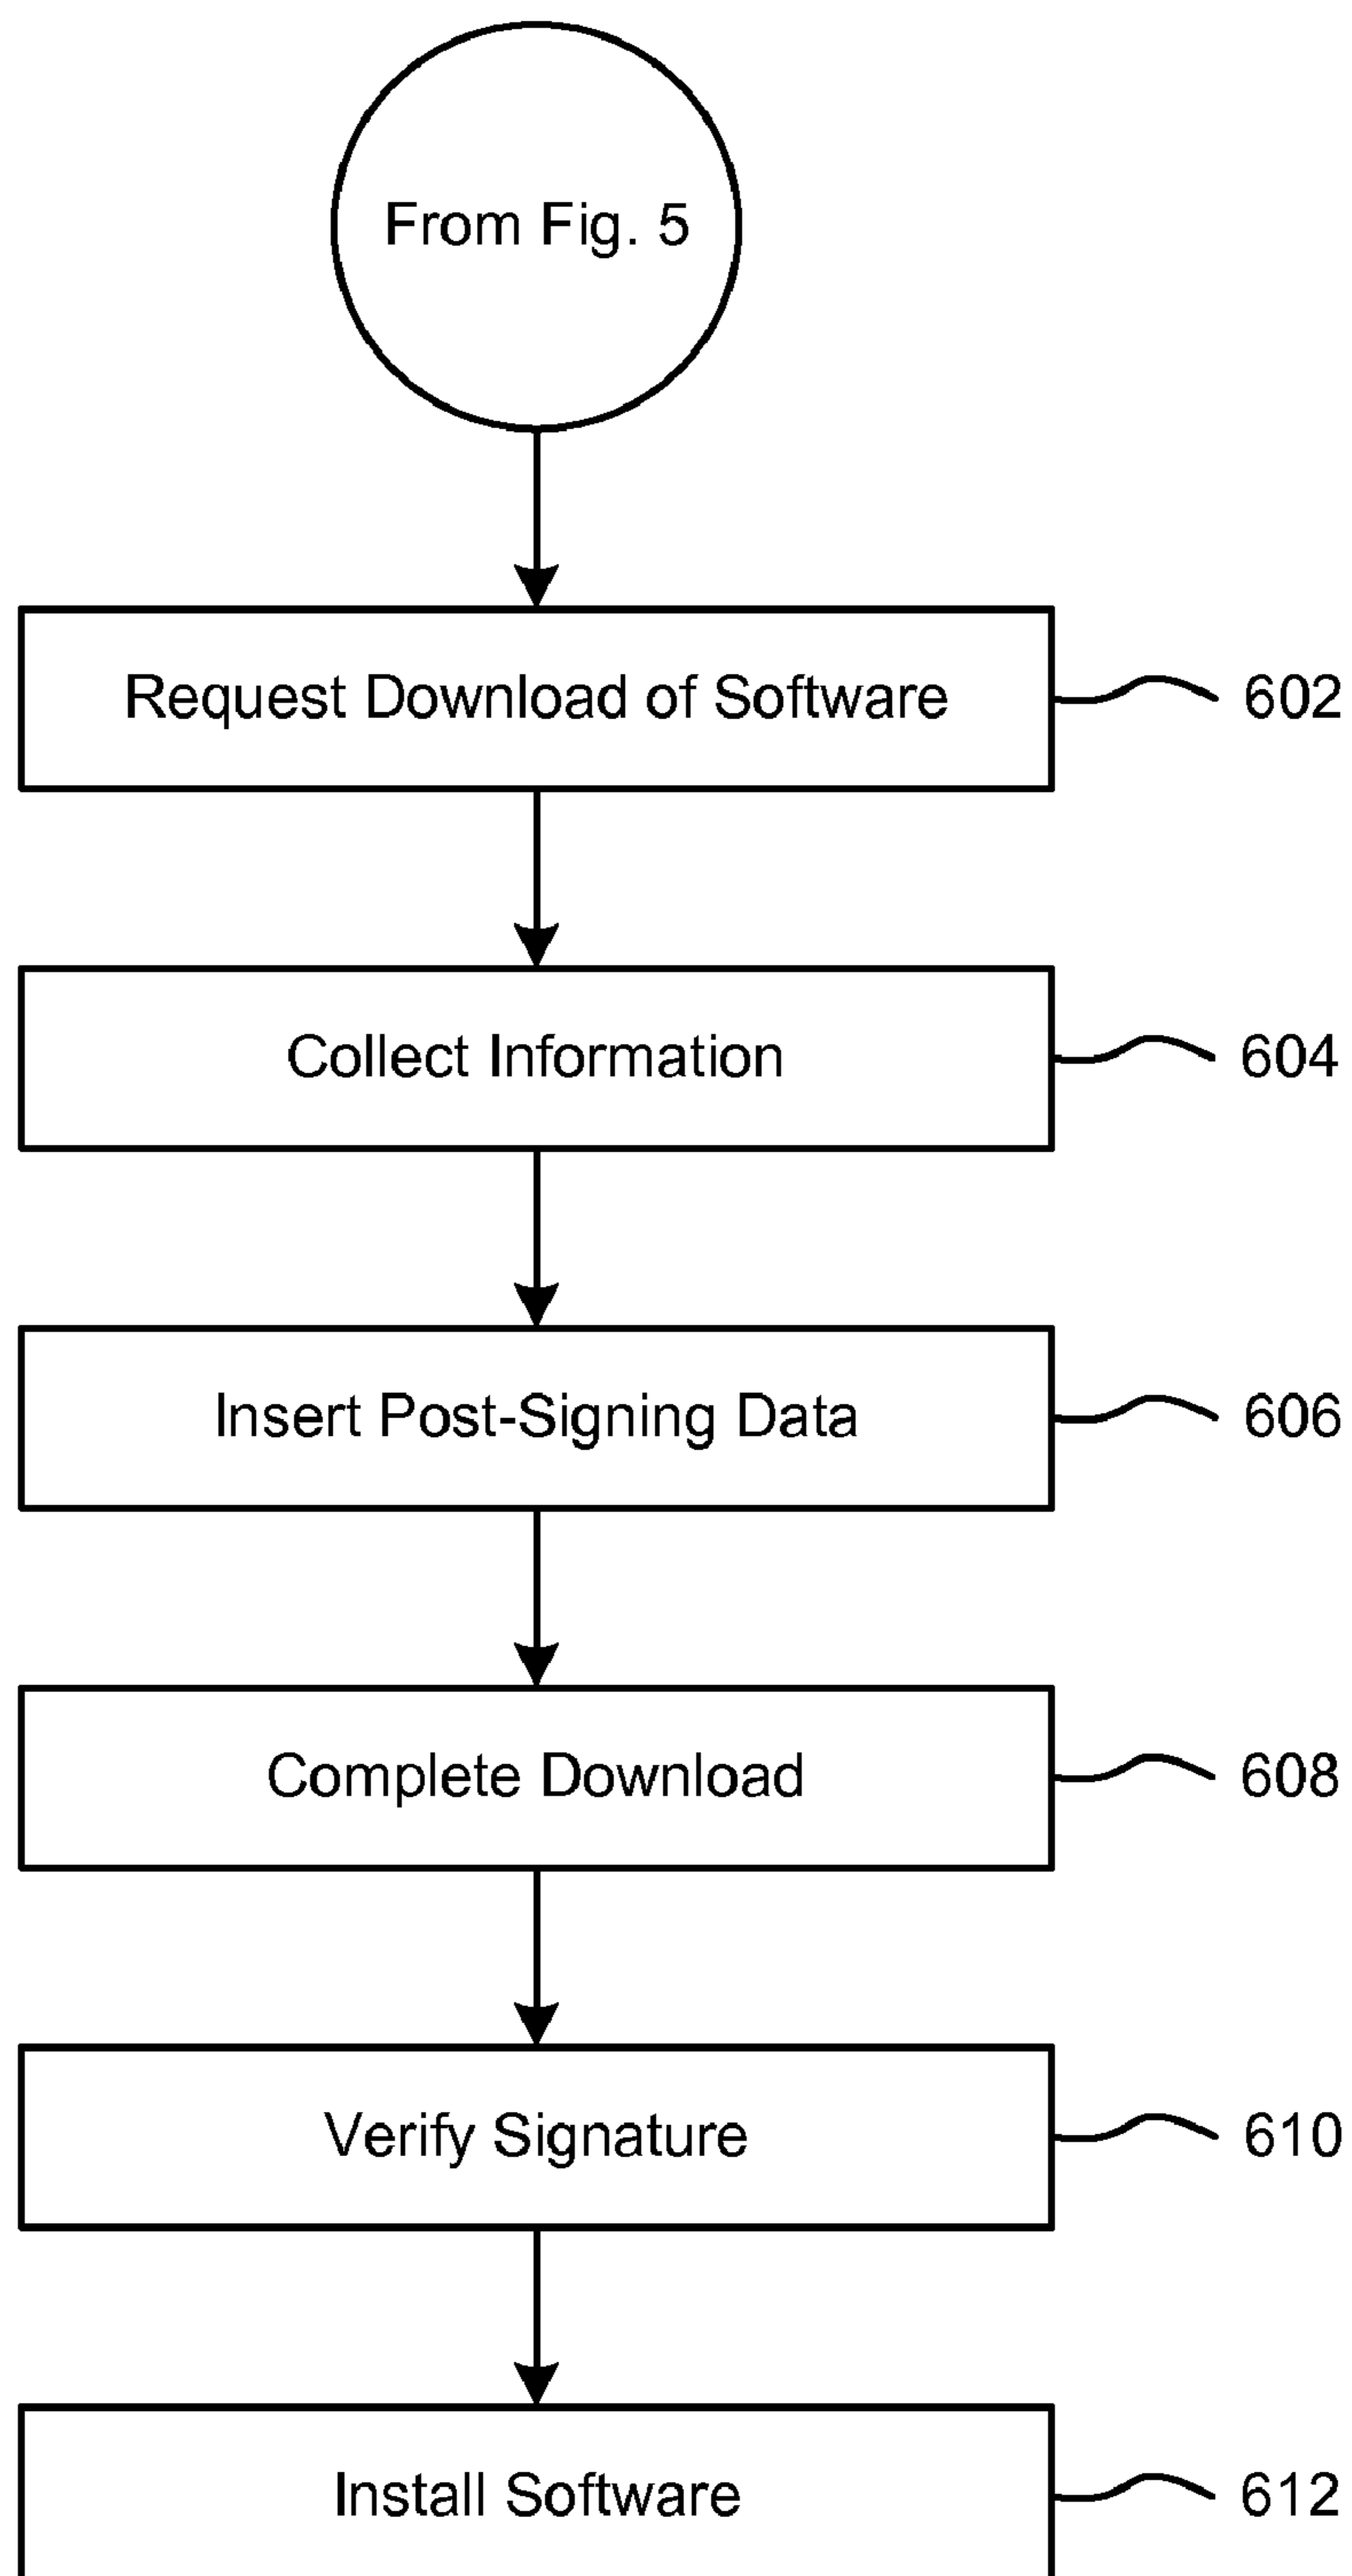 From Fig. 5
Request Download of Software
602
Collect Information
604
Insert Post-Signing Data
606
Complete Download
608
Verify Signature
610
Install Software
612